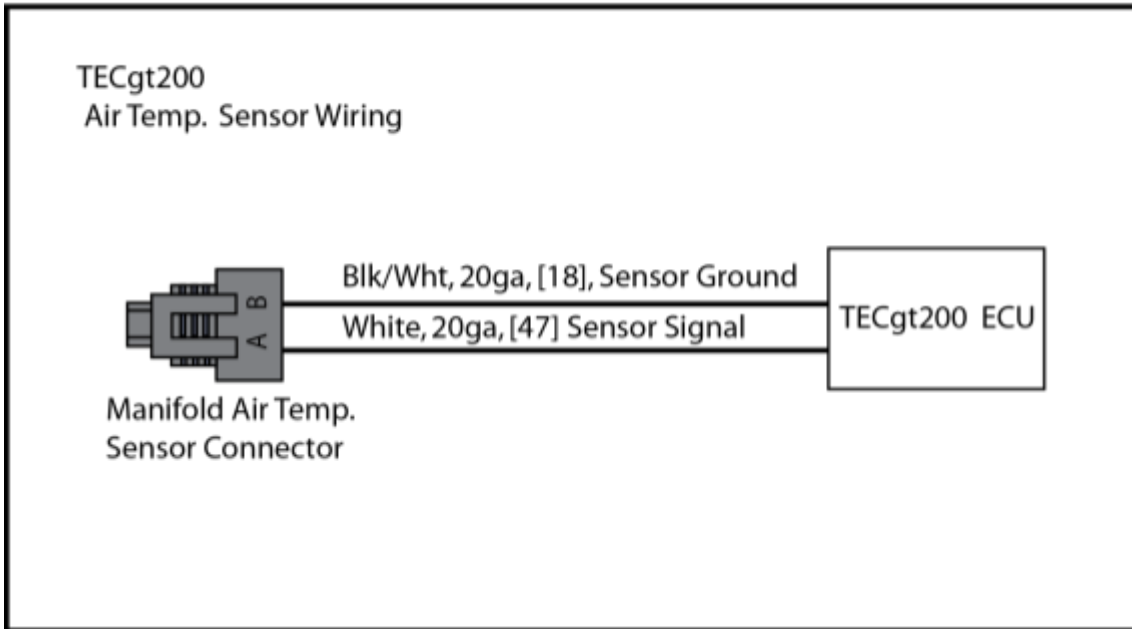 TECgt200
Air Temp. Sensor Wiring
Blk/Wht, 20ga, [18], Sensor Ground
B
White, 20ga, [47] Sensor Signal
A
TECgt200 ECU
Manifold Air Temp.
Sensor Connector